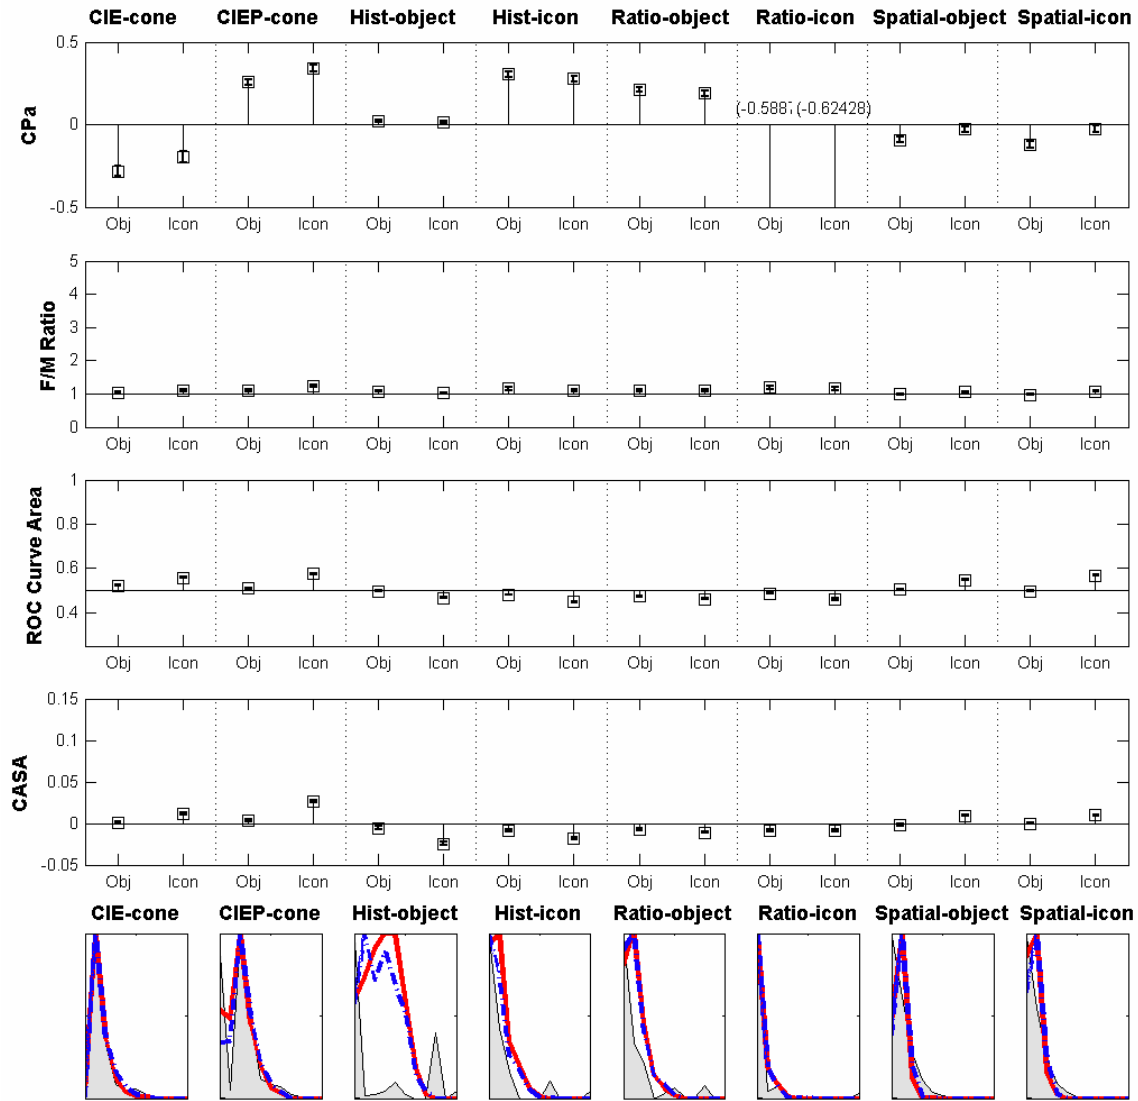 CIE-cone CIEP-cone Hist-object Hist-icon Ratio-object Ratio-icon Spatial-object Spatial-icon
0.5
CPa
(-0.5887 (-0.62428)
0
-0.5
Obj Icon Obj Icon Obj Icon Obj Icon Obj Icon Obj Icon Obj Icon Obj Icon
5
4
F/M Ratio
3
2
1
0
Obj Icon Obj Icon Obj Icon Obj Icon Obj Icon Obj Icon Obj Icon Obj Icon
1
ROC Curve Area
0.8
0.6
0.4
Obj Icon Obj Icon Obj Icon Obj Icon Obj Icon Obj Icon Obj Icon Obj Icon
0.15
0.1
CASA
0.05
0
-0.05
Obj Icon Obj Icon Obj Icon Obj Icon Obj Icon Obj Icon Obj Icon Obj Icon
CIE-cone CIEP-cone Hist-object Hist-icon Ratio-object Ratio-icon Spatial-object Spatial-icon